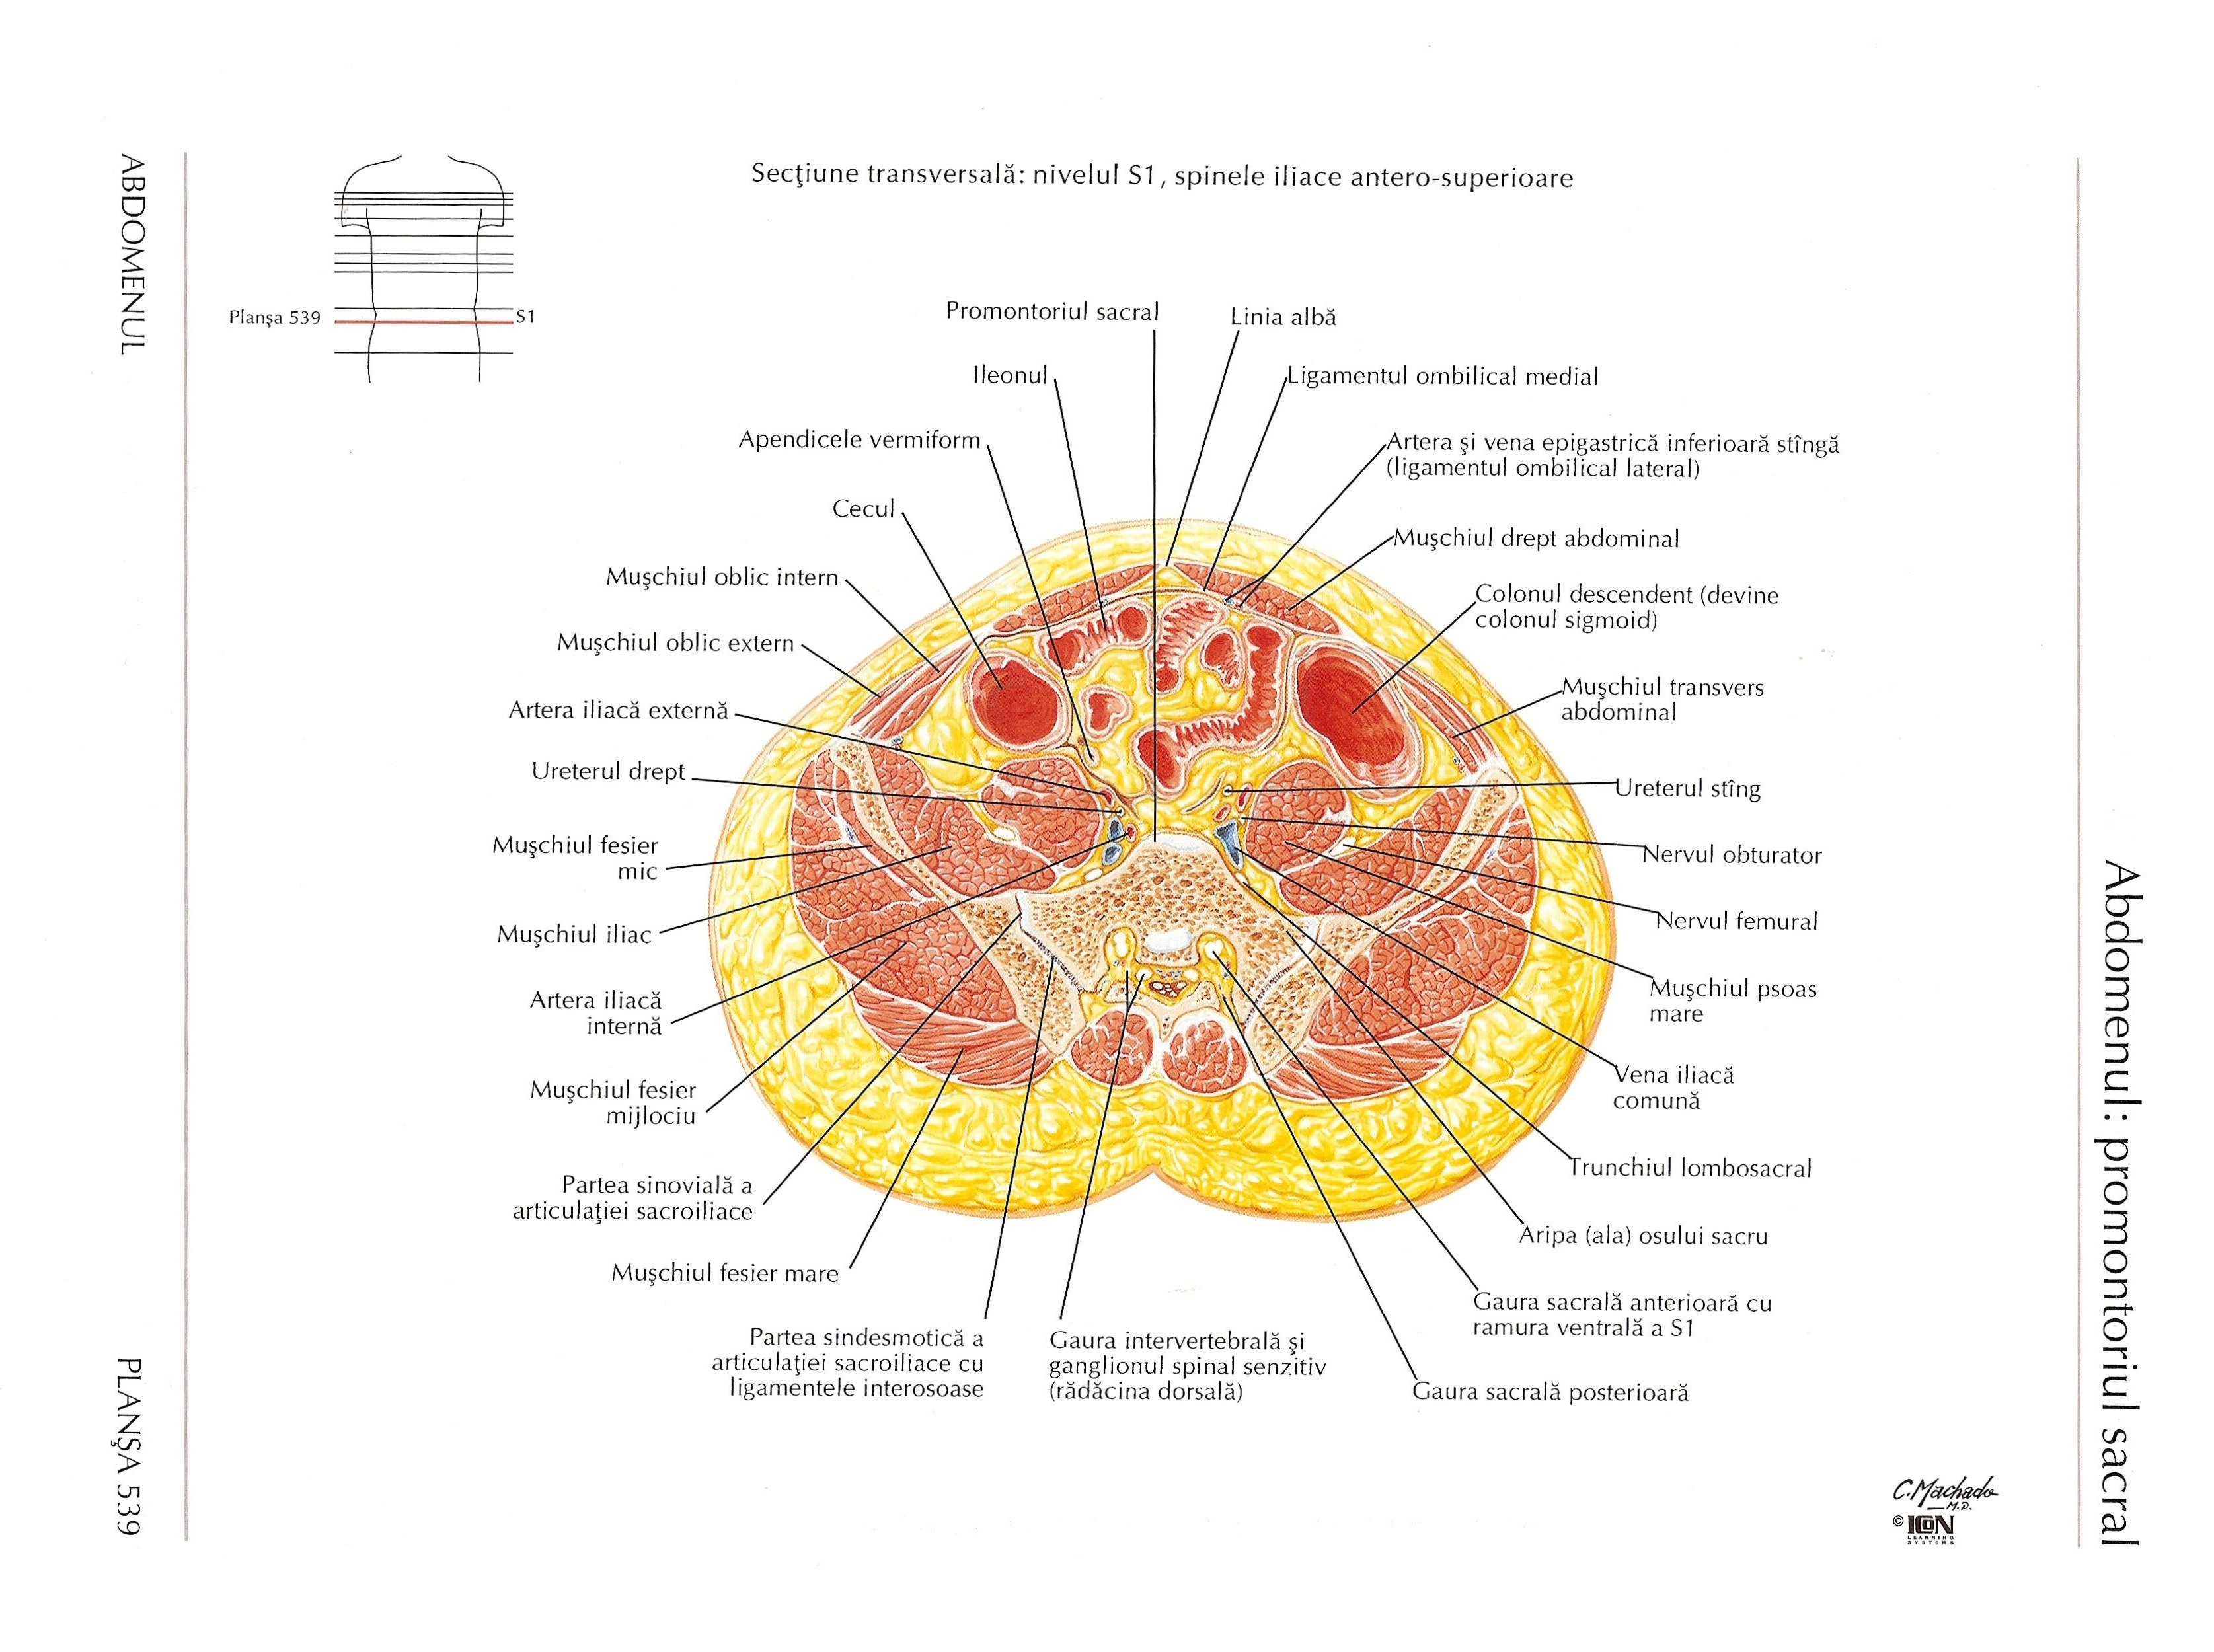 ABDOMENUL
PLANŞA 539
Secţiune transversală: nivelul S1, spinele iliace antero-superioare
Planşa 539
S1
Promontoriul sacral
Ileonul
Apendicele vermiform
Cecul
Muşchiul oblic intern
Muşchiul oblic extern
Artera iliacă externă
Ureterul drept
Muşchiul fesier
mic
Muşchiul iliac
Artera iliacă
internă
Muşchiul fesier
mijlociu
Partea sinovială a
articulaţiei sacroiliace
Muşchiul fesier mare
Partea sindesmotică a
articulaţiei sacroiliace cu
ligamentele interosoase
Gaura intervertebrală şi
ganglionul spinal senzitiv
(rădăcina dorsală)
Linia albă
Ligamentul ombilical medial
Artera şi vena epigastrică inferioară stîngă
(ligamentul ombilical lateral)
Muşchiul drept abdominal
Colonul descendent (devine
colonul sigmoid)
Muşchiul transvers
abdominal
Ureterul stîng
Nervul obturator
Nervul femural
Muşchiul psoas
mare
Vena iliacă
comună
Trunchiul lombosacral
Aripa (ala) osului sacru
Gaura sacrală anterioară cu
ramura ventrală a S1
Gaura sacrală posterioară
Abdomenul: promontoriul sacral
C. Machado
M.D.
© ICON
LEARNING
SYSTEMS